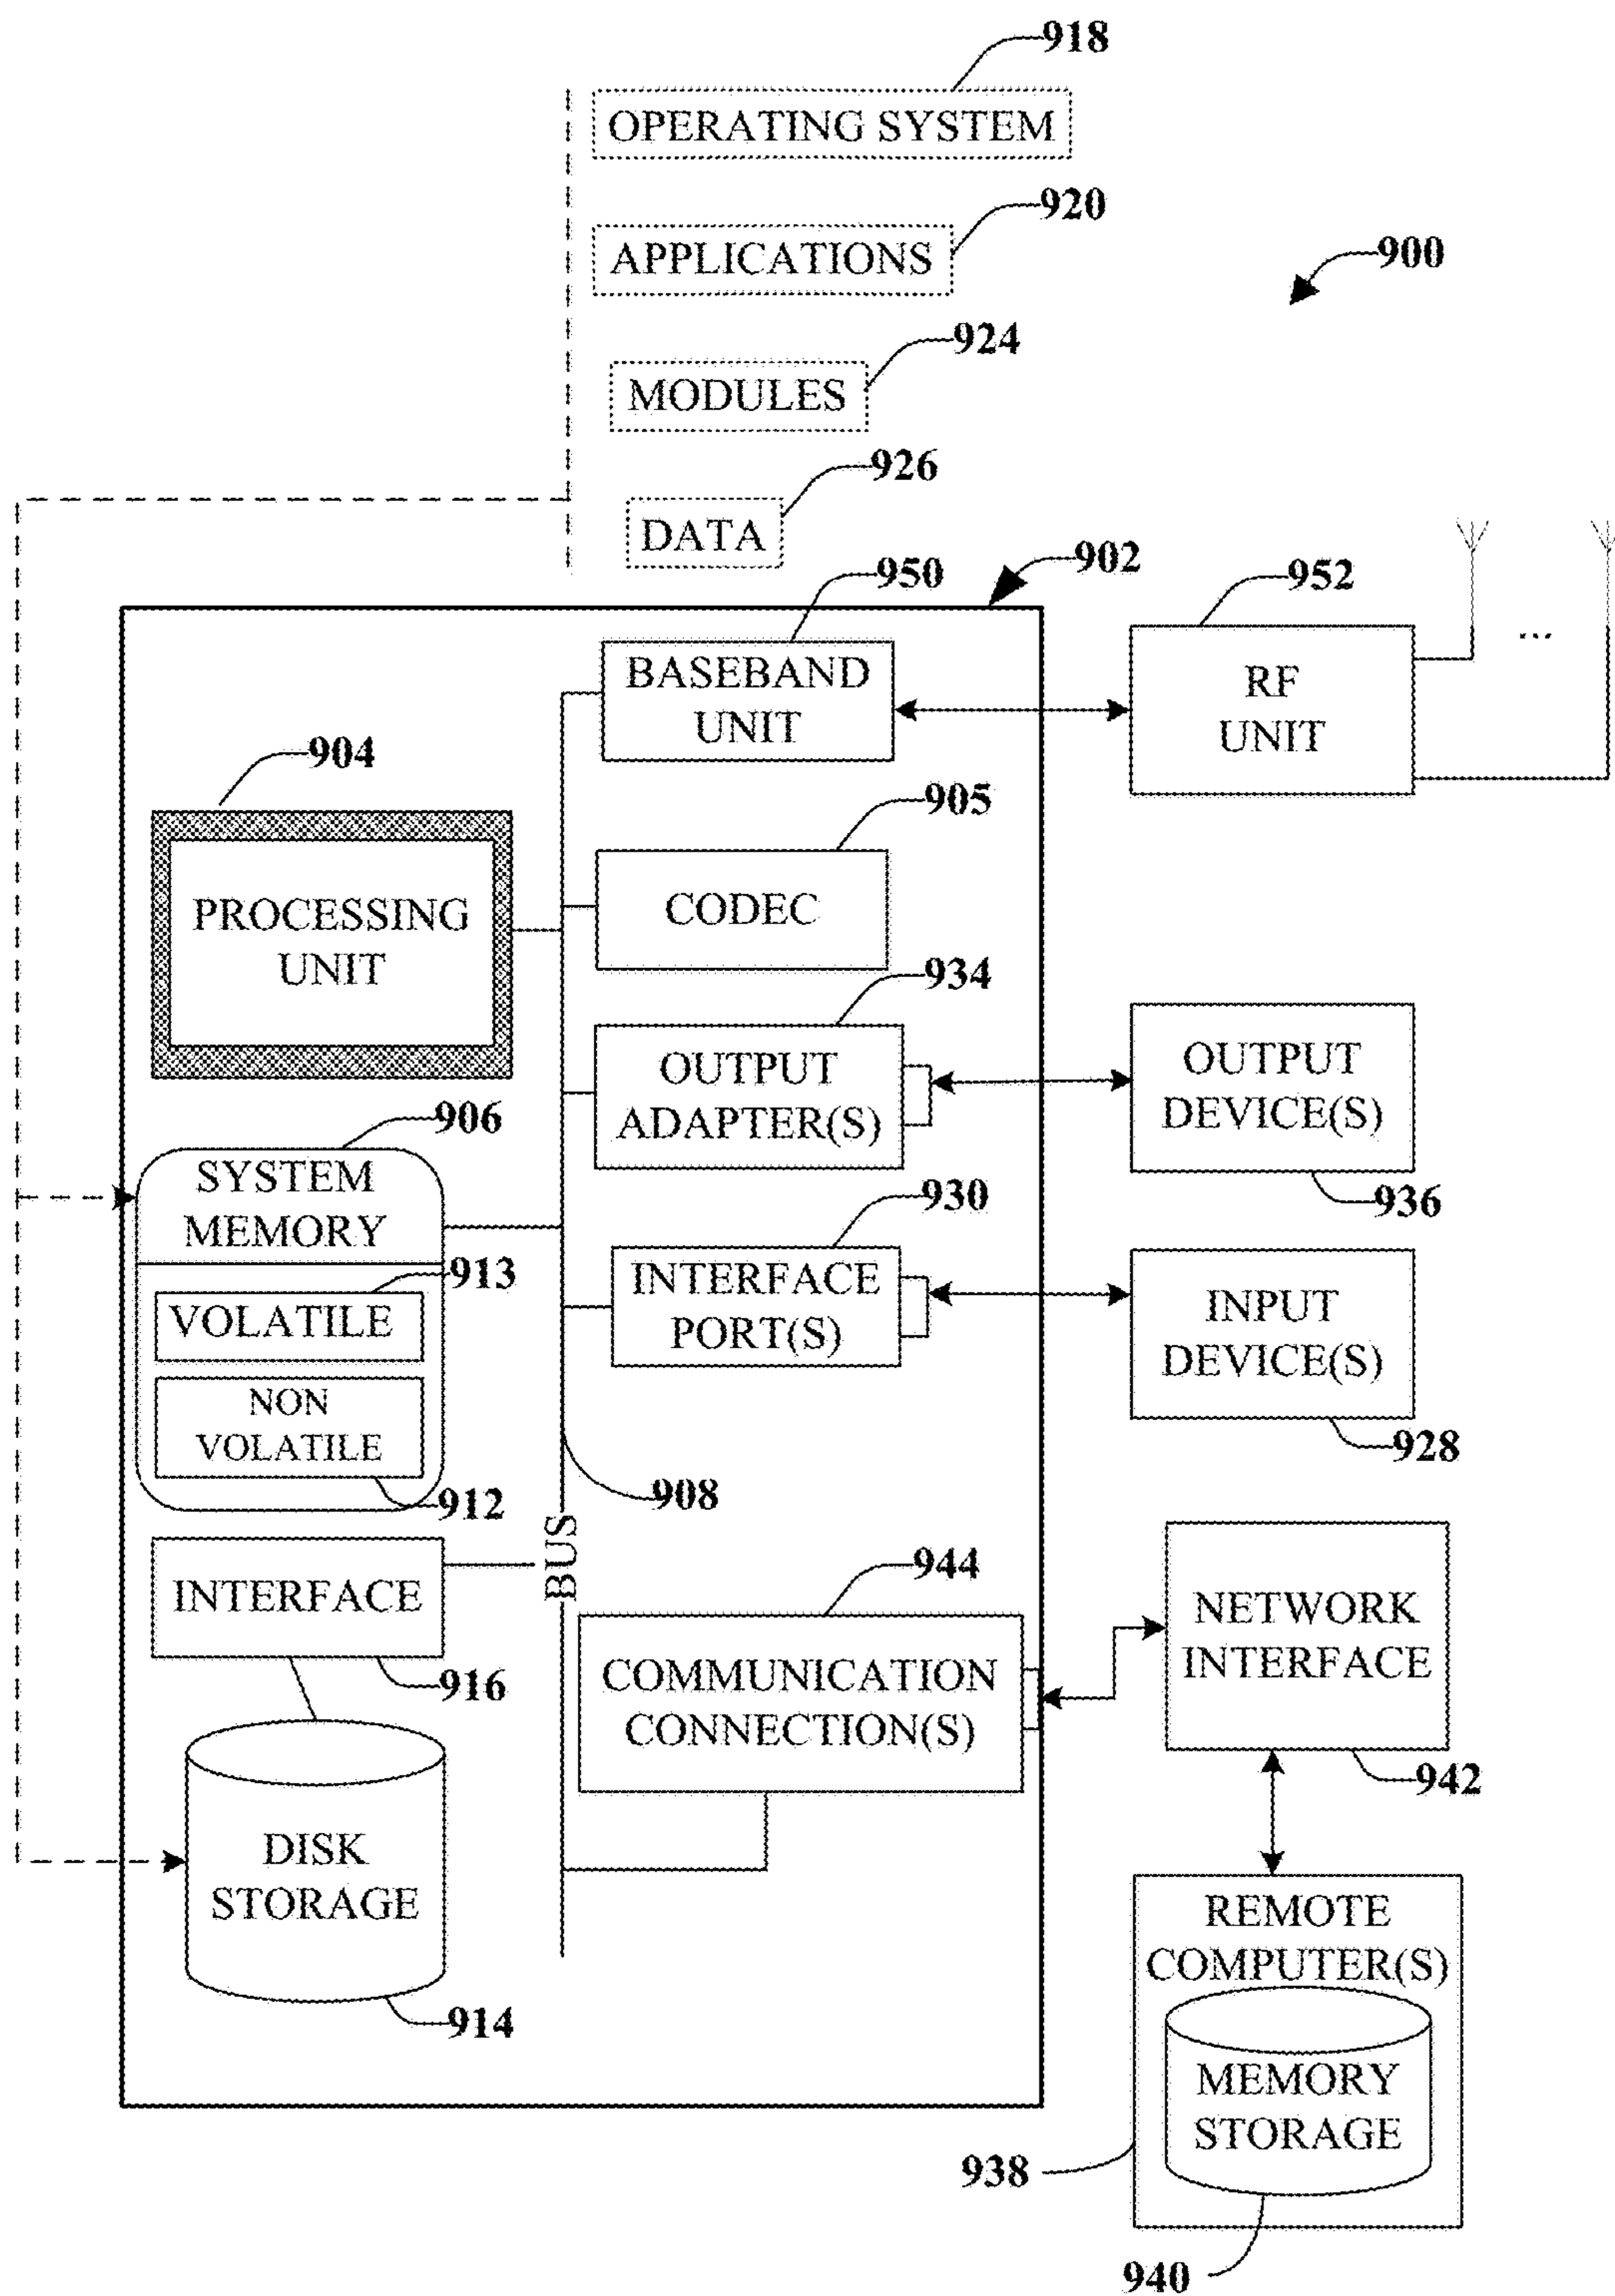 918
OPERATING SYSTEM
920
APPLICATIONS
900
924
MODULES
926
DATA
902
950
BASEBAND
UNIT
952
RF
UNIT
...
904
PROCESSING
UNIT
905
CODEC
934
OUTPUT
ADAPTER(S)
OUTPUT
DEVICE(S)
936
906
SYSTEM
MEMORY
913
VOLATILE
NON
VOLATILE
912
930
INTERFACE
PORT(S)
INPUT
DEVICE(S)
928
908
BUS
INTERFACE
916
944
COMMUNICATION
CONNECTION(S)
NETWORK
INTERFACE
942
DISK
STORAGE
914
REMOTE
COMPUTER(S)
MEMORY
STORAGE
938
940